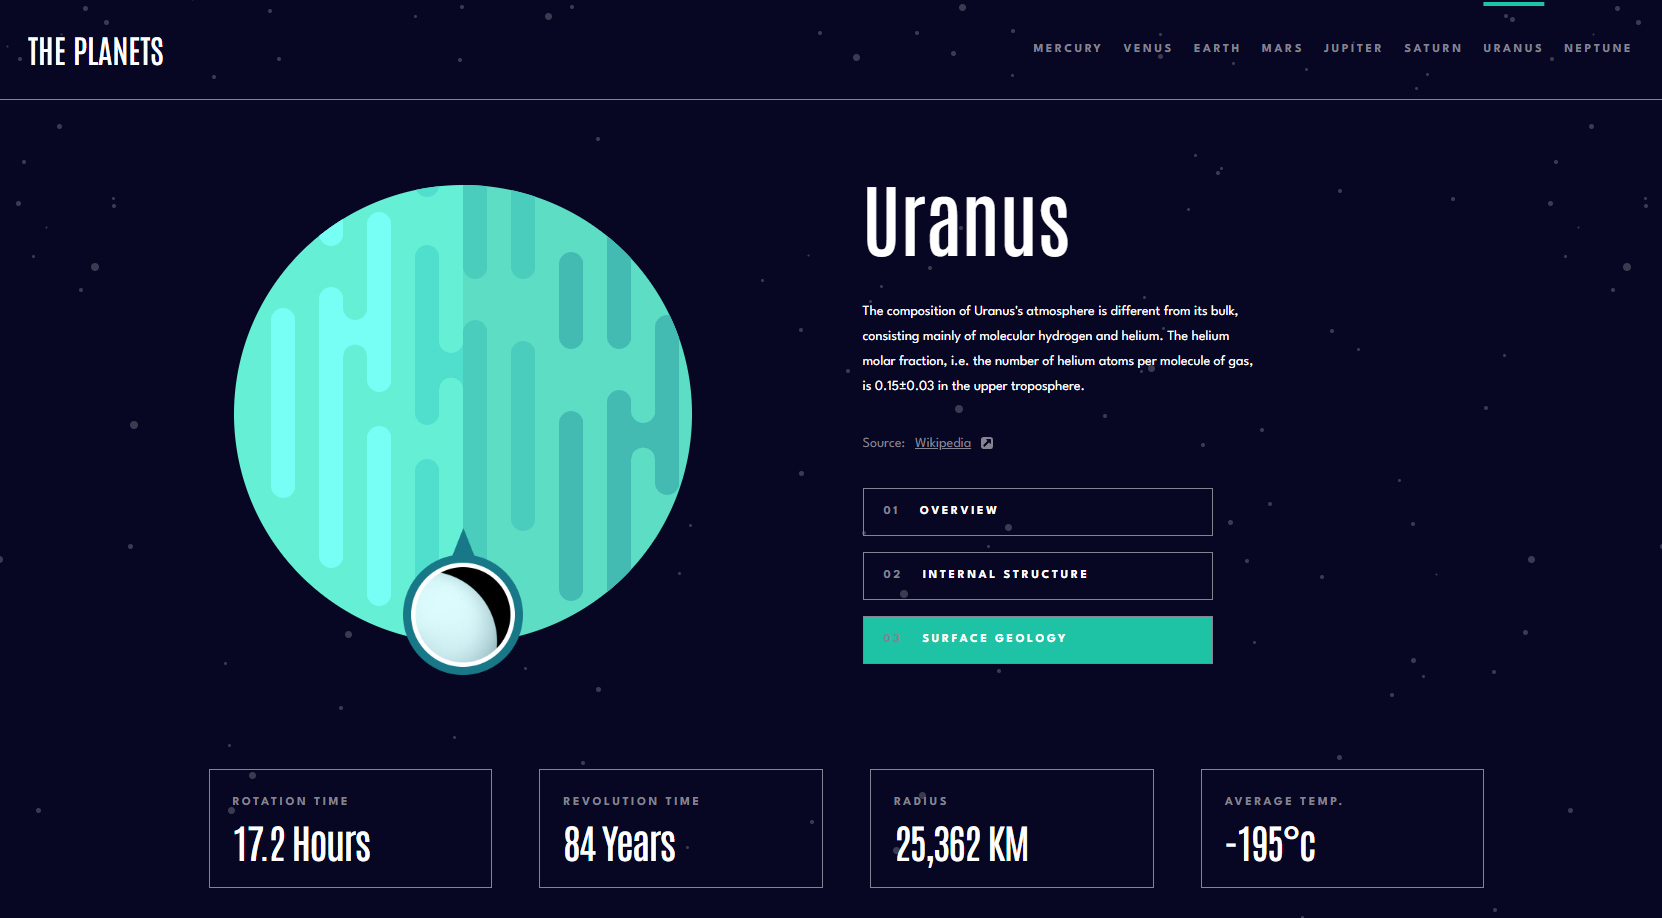 THE PLANETS
MERCURY VENUS EARTH MARS JUPITER SATURN URANUS NEPTUNE
Uranus
The composition of Uranus's atmosphere is different from its bulk,
consisting mainly of molecular hydrogen and helium. The helium
molar fraction, i.e. the number of helium atoms per molecule of gas,
is 0.15±0.03 in the upper troposphere.
Source: Wikipedia
01 OVERVIEW
02 INTERNAL STRUCTURE
03 SURFACE GEOLOGY
ROTATION TIME
17.2 Hours
REVOLUTION TIME
84 Years
RADIUS
25,362 KM
AVERAGE TEMP.
-195°c